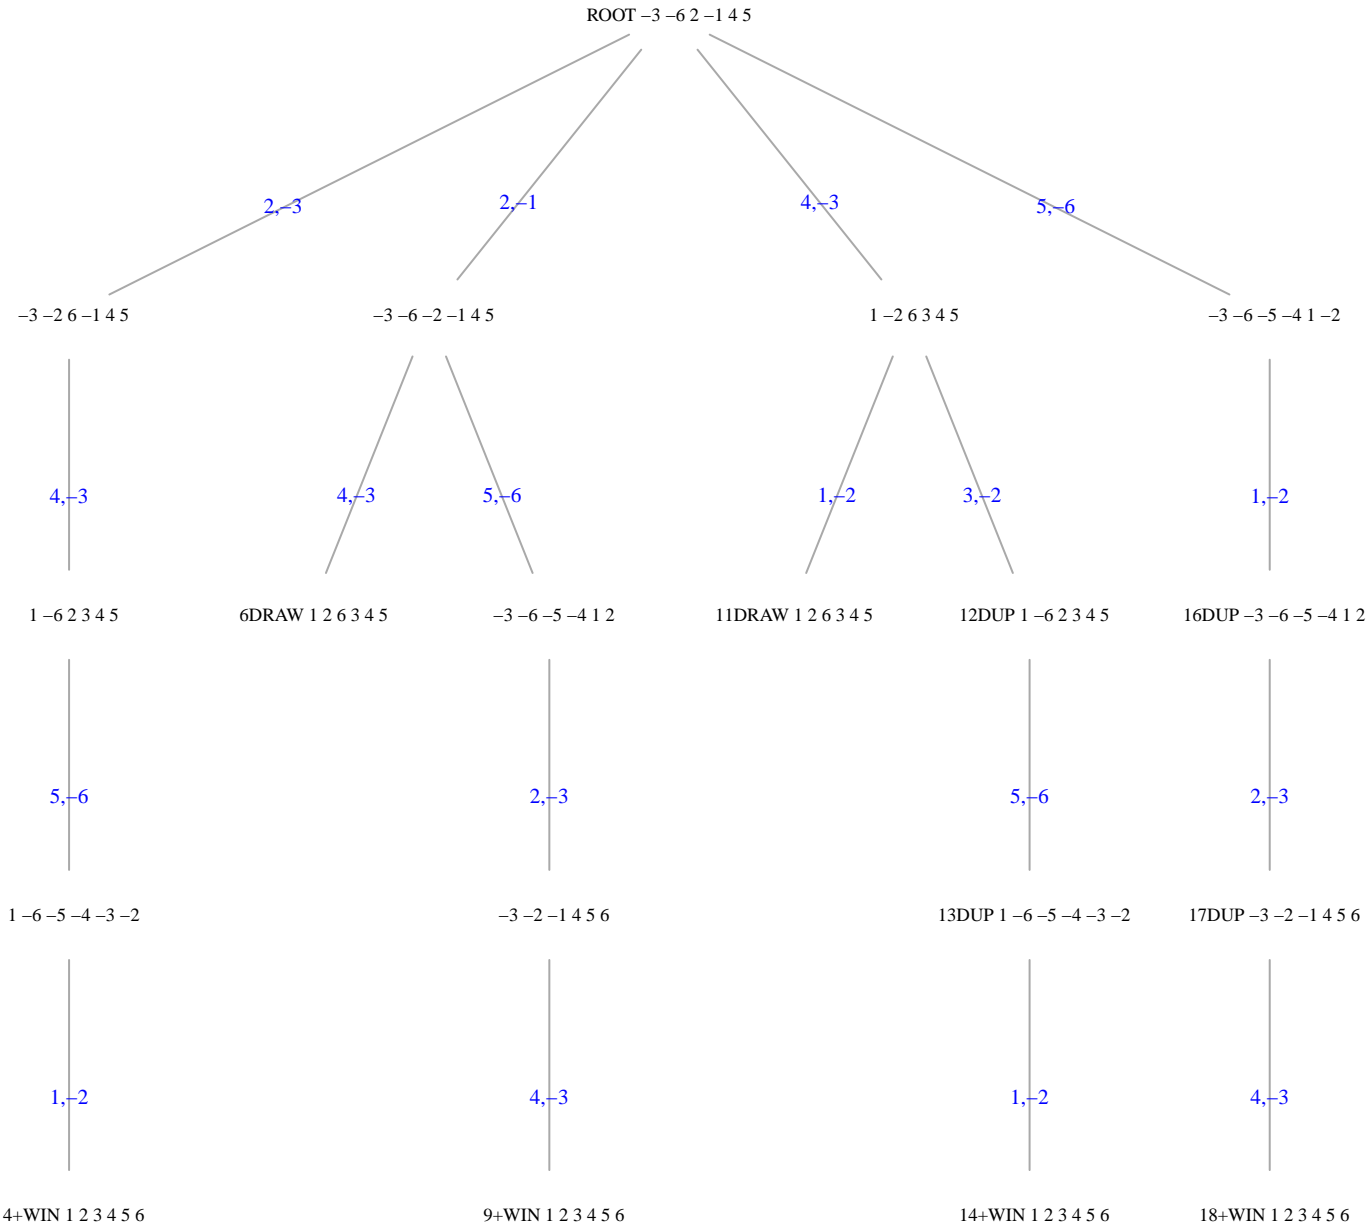 ROOT –3 –6 2 –1 4 5
2,–3
2,–1
4,–3
5,–6
–3 –2 6 –1 4 5
–3 –6 –2 –1 4 5
1 –2 6 3 4 5
–3 –6 –5 –4 1 –2
4,–3
4,–3
5,–6
1,–2
3,–2
1,–2
1 –6 2 3 4 5
6DRAW 1 2 6 3 4 5
–3 –6 –5 –4 1 2
11DRAW 1 2 6 3 4 5
12DUP 1 –6 2 3 4 5
16DUP –3 –6 –5 –4 1 2
5,–6
2,–3
5,–6
2,–3
1 –6 –5 –4 –3 –2
–3 –2 –1 4 5 6
13DUP 1 –6 –5 –4 –3 –2
17DUP –3 –2 –1 4 5 6
1,–2
4,–3
1,–2
4,–3
4+WIN 1 2 3 4 5 6
9+WIN 1 2 3 4 5 6
14+WIN 1 2 3 4 5 6
18+WIN 1 2 3 4 5 6